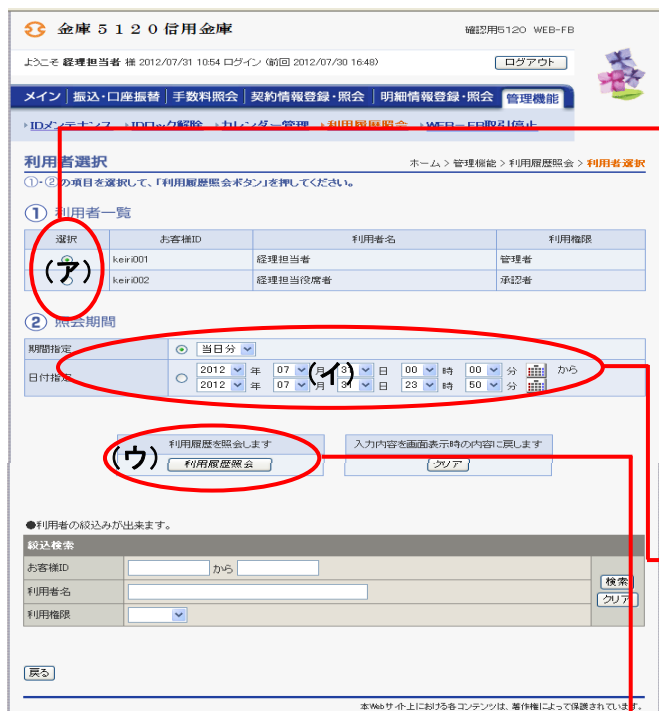 金庫５１２０信用金庫
確認用5120 WEB-FB
ようこそ 経理担当者 様 2012/07/31 10:54 ログイン (前回 2012/07/30 16:48)
ログアウト
メイン 振込・口座振替 手数料照会 契約情報登録・照会 明細情報登録・照会 管理機能
IDメンテナンス IDロック解除 カレンダー管理 利用履歴照会 WEB－FB取引停止
利用者選択
ホーム > 管理機能 > 利用履歴照会 > 利用者選択
①・②の項目を選択して、「利用履歴照会ボタン」を押してください。
① 利用者一覧
選択 お客様ID 利用者名 利用権限
keiri001 経理担当者 管理者
(ア)
keiri002 経理担当役席者 承認者
② 照会期間
期間指定 当日分
日付指定
2012 年 07 月 31 日 00 時 00 分 から
(イ)
2012 年 07 月 31 日 23 時 50 分
利用履歴を照会します 入力内容を画面表示時の内容に戻します
(ウ)
利用履歴照会 クリア
●利用者の絞込みが出来ます。
絞込検索
お客様ID から
利用者名
検索
クリア
利用権限
戻る
本Webサイト上における各コンテンツは、著作権によって保護されています。